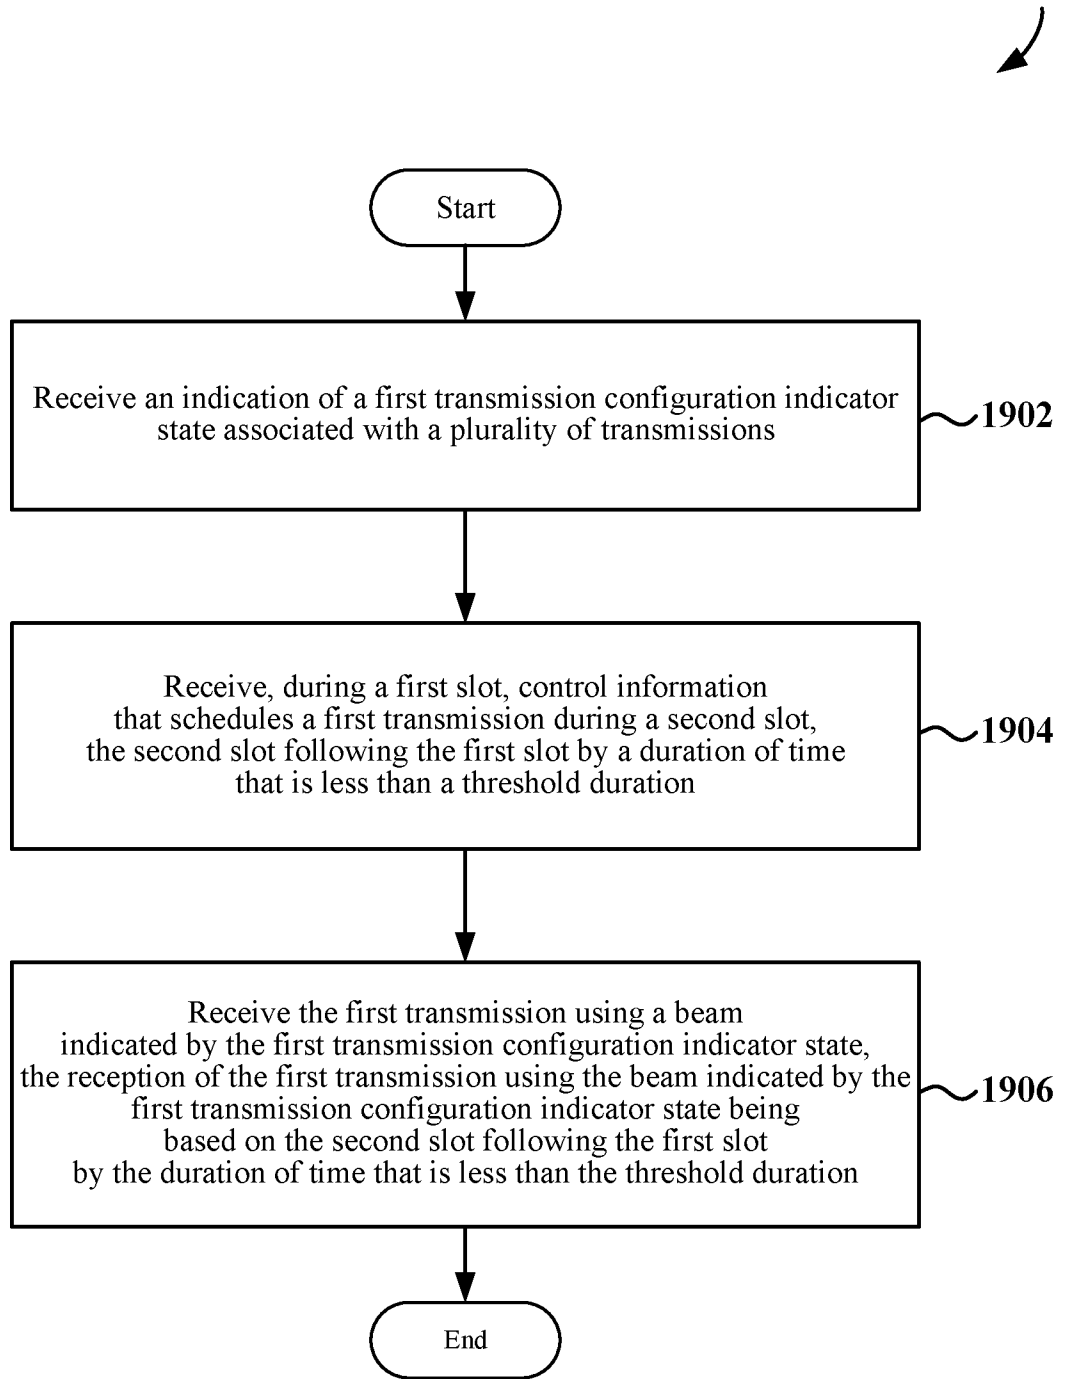 Start
Receive an indication of a first transmission configuration indicator
state associated with a plurality of transmissions
1902
Receive, during a first slot, control information
that schedules a first transmission during a second slot,
the second slot following the first slot by a duration of time
that is less than a threshold duration
1904
Receive the first transmission using a beam
indicated by the first transmission configuration indicator state,
the reception of the first transmission using the beam indicated by the
first transmission configuration indicator state being
based on the second slot following the first slot
by the duration of time that is less than the threshold duration
1906
End